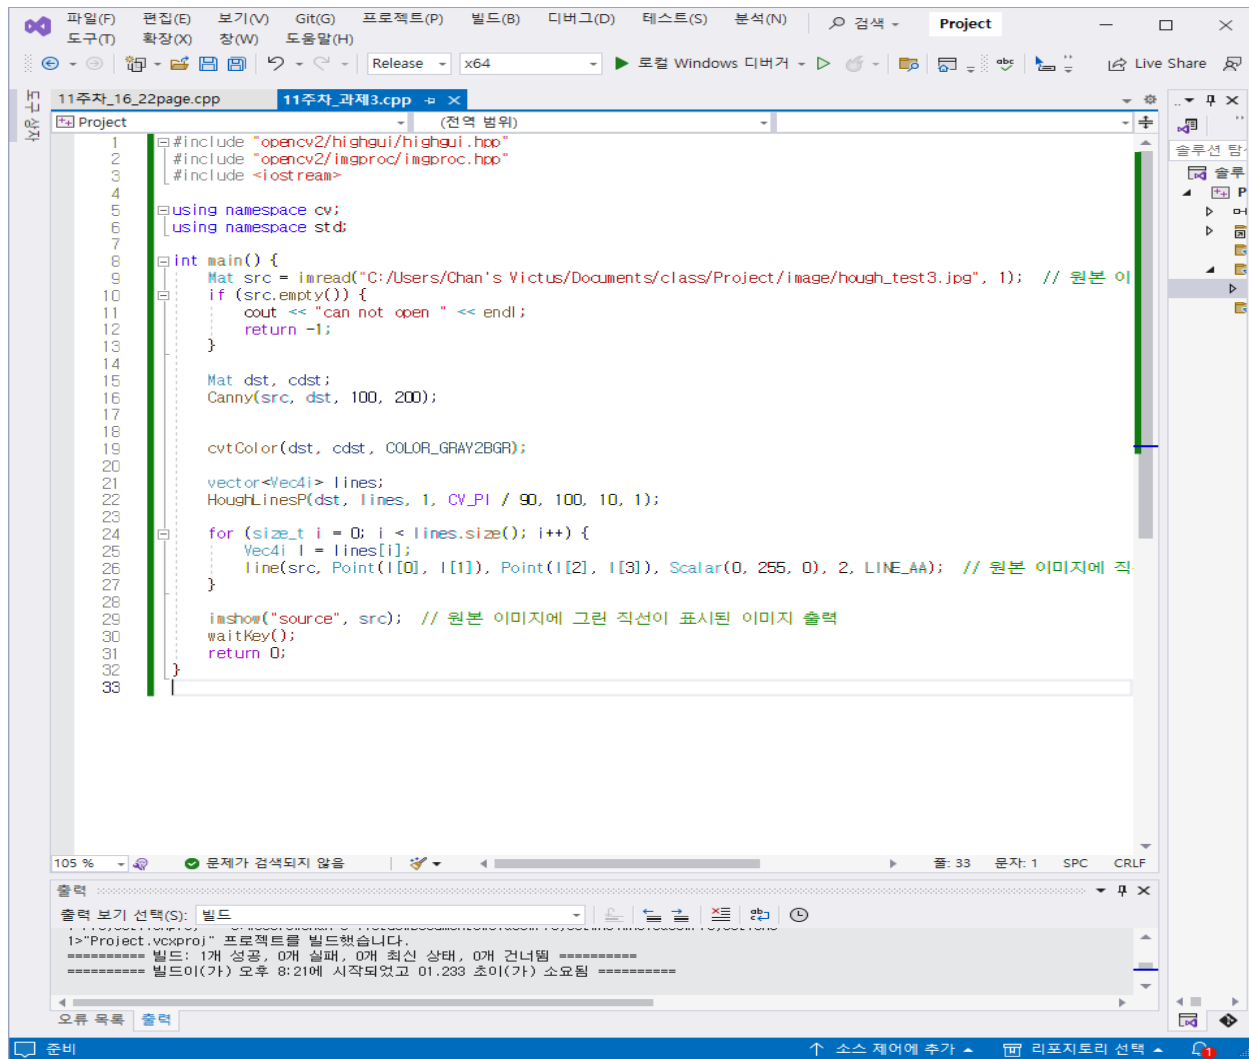 파일(F) 편집(E) 보기(V) Git(G) 프로젝트(P) 빌드(B) 디버그(D) 테스트(S) 분석(N) 검색 Project
도구(T) 확장(X) 창(W) 도움말(H)
Release x64 로컬 Windows 디버거 Live Share
도구 상자
11주차_16_22page.cpp 11주차_과제3.cpp
Project (전역 범위)
솔루션 탐
솔루
P
1 #include "opencv2/highgui/highgui.hpp"
2 #include "opencv2/imgproc/imgproc.hpp"
3 #include <iostream>
4
5 using namespace cv;
6 using namespace std;
7
8 int main() {
9 Mat src = imread("C:/Users/Chan's Victus/Documents/class/Project/image/hough_test3.jpg", 1); // 원본 이
10 if (src.empty()) {
11 cout << "can not open " << endl;
12 return -1;
13 }
14
15 Mat dst, cdst;
16 Canny(src, dst, 100, 200);
17
18
19 cvtColor(dst, cdst, COLOR_GRAY2BGR);
20
21 vector<Vec4i> lines;
22 HoughLinesP(dst, lines, 1, CV_PI / 90, 100, 10, 1);
23
24 for (size_t i = 0; i < lines.size(); i++) {
25 Vec4i l = lines[i];
26 line(src, Point(l[0], l[1]), Point(l[2], l[3]), Scalar(0, 255, 0), 2, LINE_AA); // 원본 이미지에 직
27 }
28
29 imshow("source", src); // 원본 이미지에 그린 직선이 표시된 이미지 출력
30 waitKey();
31 return 0;
32 }
33
105 % 문제가 검색되지 않음 줄: 33 문자: 1 SPC CRLF
출력
출력 보기 선택(S): 빌드
1>"Project.vcxproj" 프로젝트를 빌드했습니다.
========== 빌드: 1개 성공, 0개 실패, 0개 최신 상태, 0개 건너뜀 ==========
========== 빌드이(가) 오후 8:21에 시작되었고 01.233 초이(가) 소요됨 ==========
오류 목록 출력
준비 소스 제어에 추가 리포지토리 선택 1